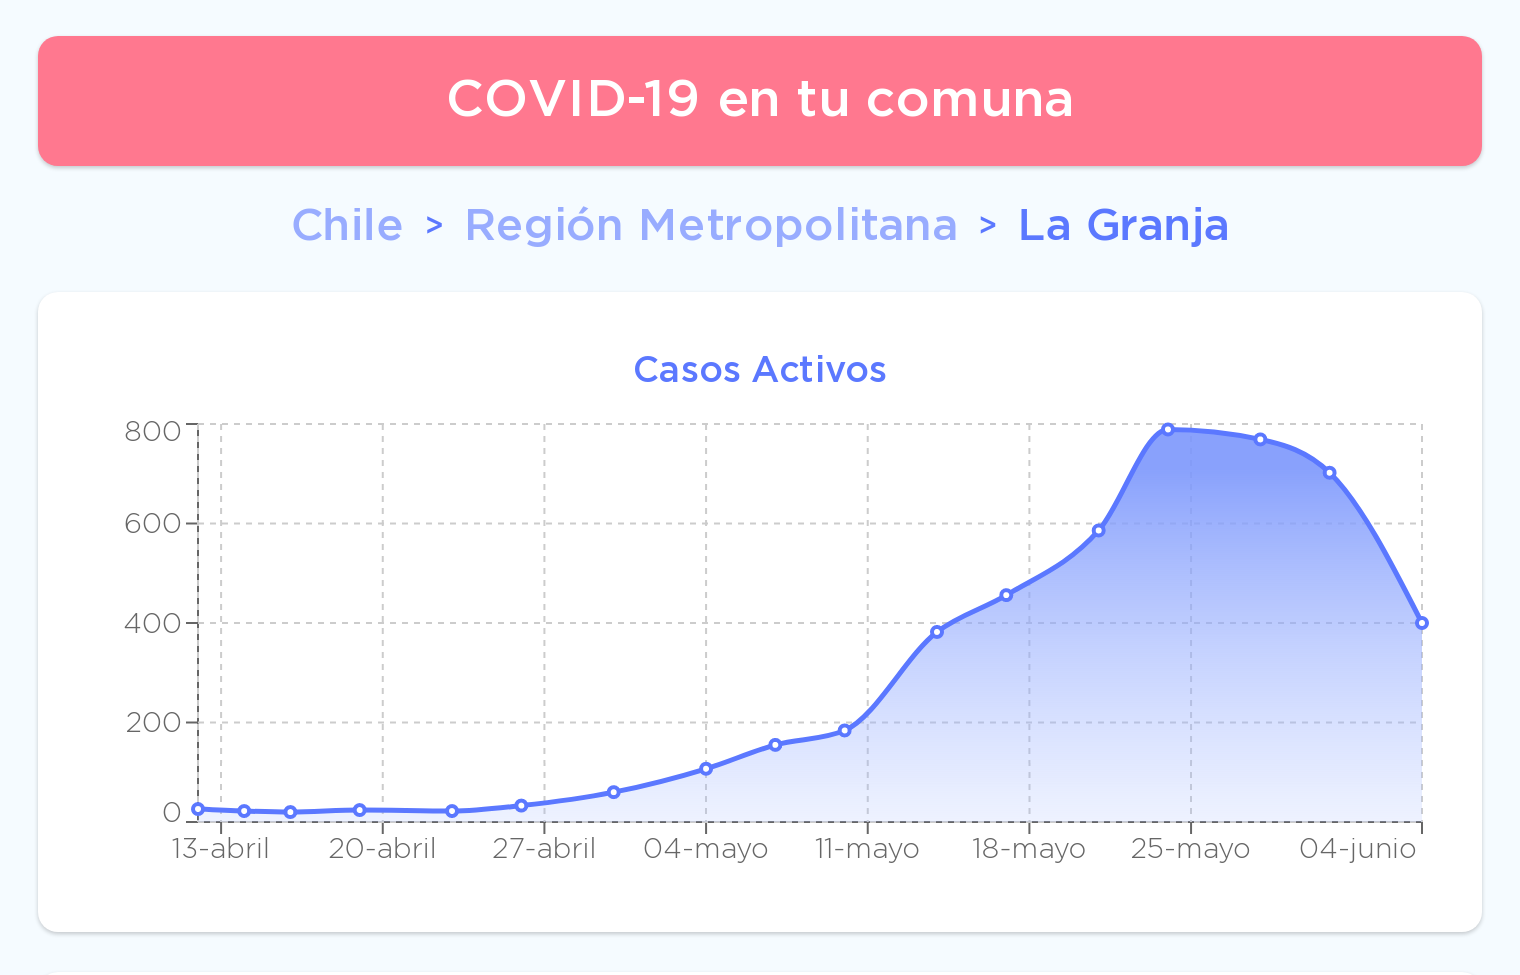 COVID-19 en tu comuna
Chile > Región Metropolitana > La Granja
Casos Activos
800
600
400
200
0
13-abril 20-abril 27-abril 04-mayo 11-mayo 18-mayo 25-mayo 04-junio